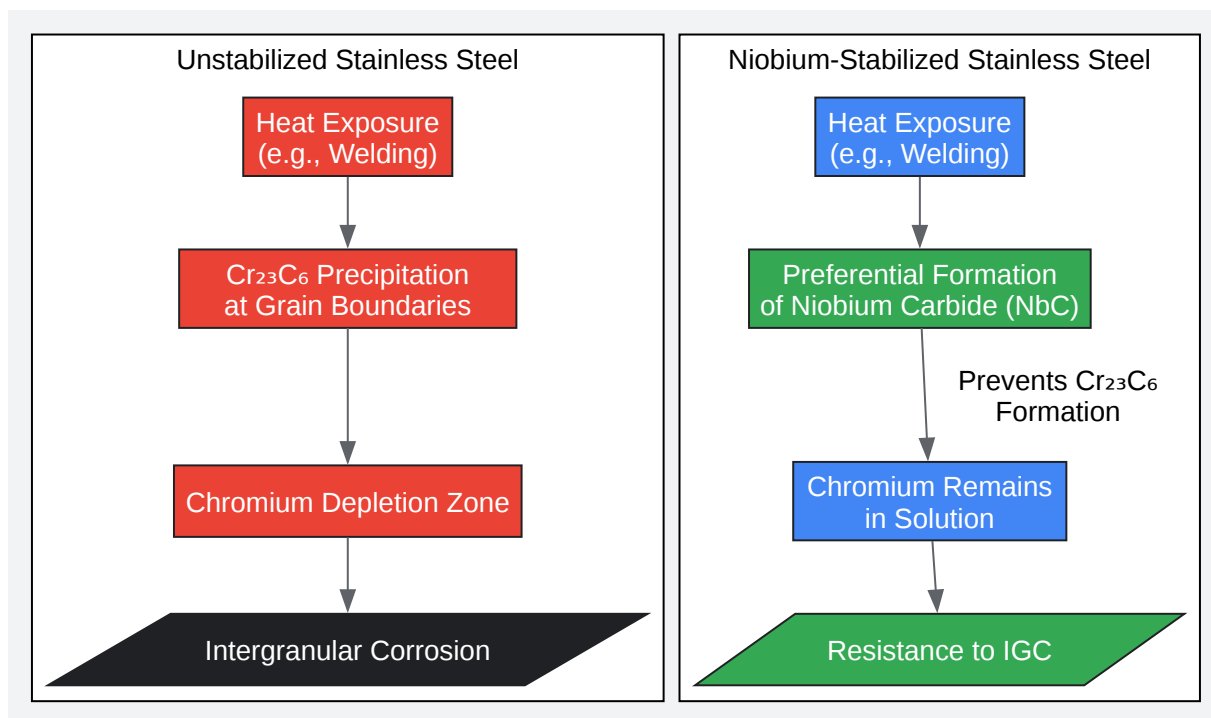 Unstabilized Stainless Steel
Heat Exposure
(e.g., Welding)
Cr₂₃C₆ Precipitation
at Grain Boundaries
Chromium Depletion Zone
Intergranular Corrosion
Niobium-Stabilized Stainless Steel
Heat Exposure
(e.g., Welding)
Preferential Formation
of Niobium Carbide (NbC)
Prevents Cr₂₃C₆
Formation
Chromium Remains
in Solution
Resistance to IGC